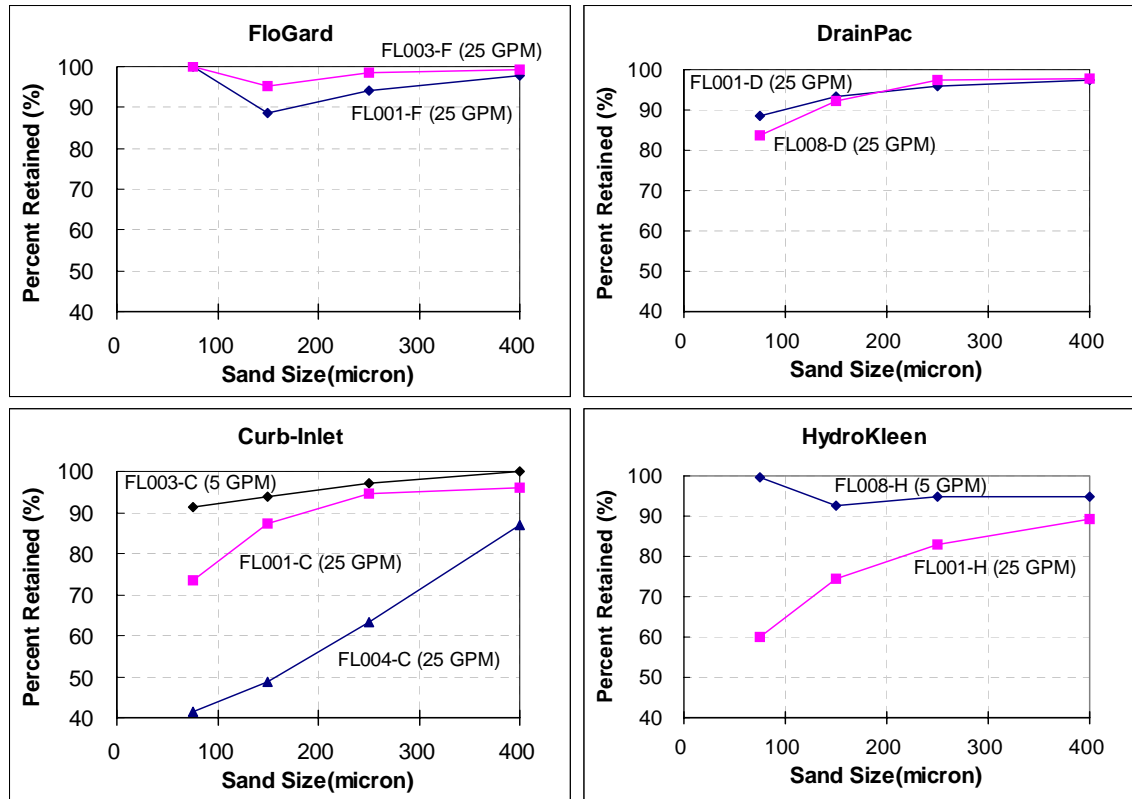 FloGard
FL003-F (25 GPM)
FL001-F (25 GPM)
Percent Retained (%)
100
90
80
70
60
50
40
0 100 200 300 400
Sand Size(micron)
DrainPac
FL001-D (25 GPM)
FL008-D (25 GPM)
Percent Retained (%)
100
90
80
70
60
50
40
0 100 200 300 400
Sand Size(micron)
Curb-Inlet
FL003-C (5 GPM)
FL001-C (25 GPM)
FL004-C (25 GPM)
Percent Retained (%)
100
90
80
70
60
50
40
0 100 200 300 400
Sand Size(micron)
HydroKleen
FL008-H (5 GPM)
FL001-H (25 GPM)
Percent Retained (%)
100
90
80
70
60
50
40
0 100 200 300 400
Sand Size(micron)